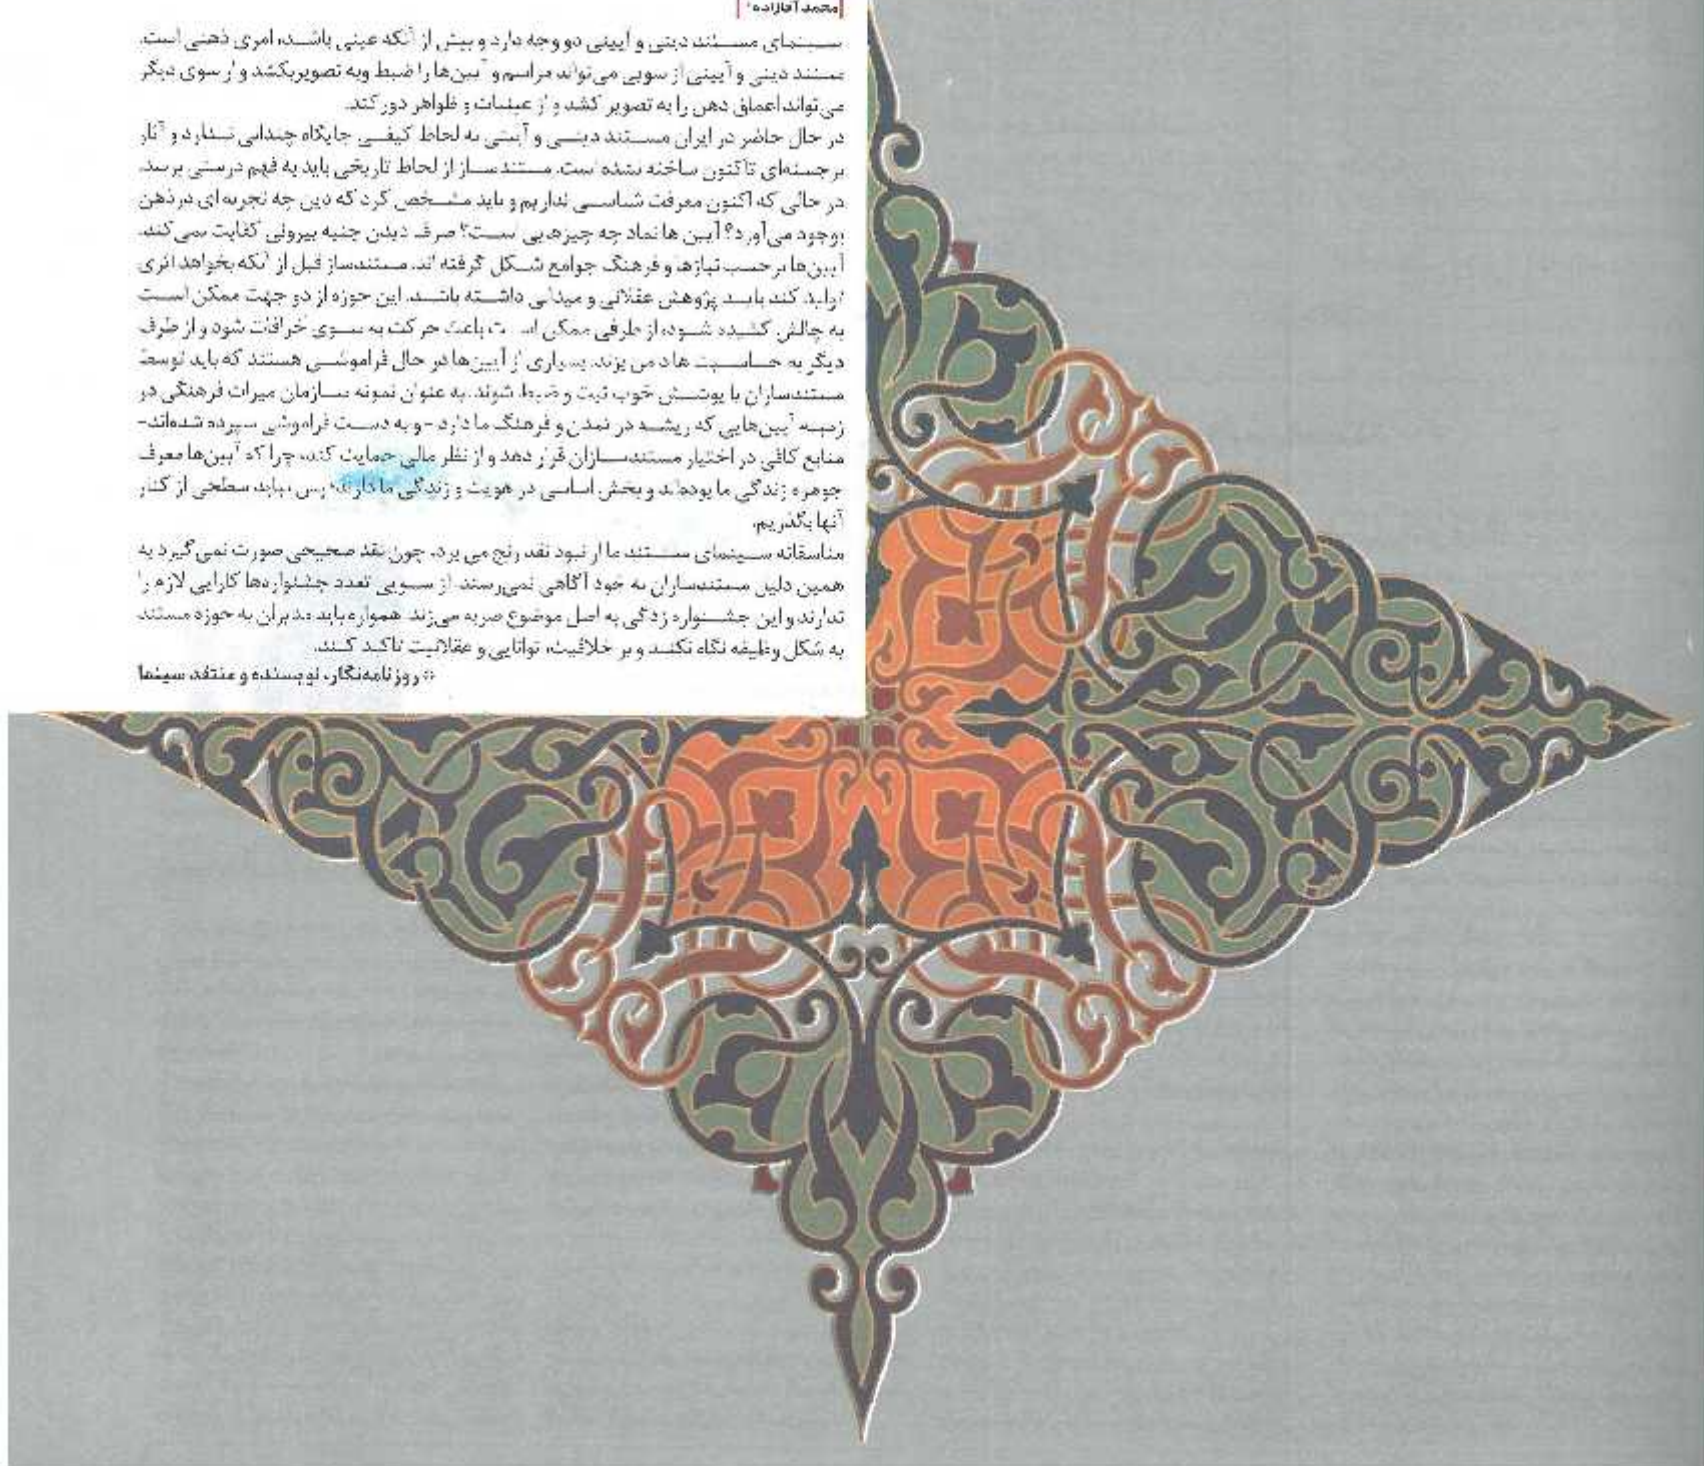 محمد آقازاده*
سینمای مستند دینی و آیینی دو وجه دارد و بیش از آنکه عینی باشد، امری ذهنی است.
مستند دینی و آیینی از سویی می‌تواند مراسم و آیین‌ها را ضبط وبه تصویربکشد و از سوی دیگر
می‌تواند اعماق ذهن را به تصویر کشد و از عینیات و ظواهر دور کند.
در حال حاضر در ایران مستند دینی و آیینی به لحاظ کیفی جایگاه چندانی ندارد و آثار
برجسته‌ای تاکنون ساخته نشده است. مستندساز از لحاظ تاریخی باید به فهم درستی برسد.
در حالی که اکنون معرفت شناسی نداریم و باید مشخص کرد که دین چه تجربه ای درذهن
بوجود می‌آورد؟ آیین ها نماد چه چیزهایی است؟ صرف دیدن جنبه بیرونی کفایت نمی‌کند.
آیین‌ها برحسب نیازها و فرهنگ جوامع شکل گرفته اند. مستندساز قبل از آنکه بخواهد اثری
تولید کند باید پژوهش عقلانی و میدانی داشته باشد. این حوزه از دو جهت ممکن است
به چالش کشیده شود، از طرفی ممکن است باعث حرکت به سوی خرافات شود و از طرف
دیگر به حساسیت ها دامن بزند. بسیاری از آیین‌ها در حال فراموشی هستند که باید توسط
مستندسازان با پوشش خوب ثبت و ضبط شوند. به عنوان نمونه سازمان میراث فرهنگی در
زمینه آیین‌هایی که ریشه در تمدن و فرهنگ ما دارد -و به دست فراموشی سپرده شده‌اند-
منابع کافی در اختیار مستندسازان قرار دهد و از نظر مالی حمایت کند، چرا که آیین‌ها معرف
جوهره زندگی ما بوده‌اند و بخش اساسی در هویت و زندگی ما دارند، پس نباید سطحی از کنار
آنها بگذریم.
متاسفانه سینمای مستند ما از نبود نقد رنج می برد. چون نقد صحیحی صورت نمی گیرد به
همین دلیل مستندسازان به خود آگاهی نمی‌رسند. از سویی تعدد جشنواره‌ها کارایی لازم را
ندارند و این جشنواره زدگی به اصل موضوع ضربه می‌زند. همواره باید مدیران به حوزه مستند
به شکل وظیفه نگاه نکنند و بر خلاقیت، توانایی و عقلانیت تاکید کنند.
* روزنامه‌نگار، نویسنده و منتقد سینما